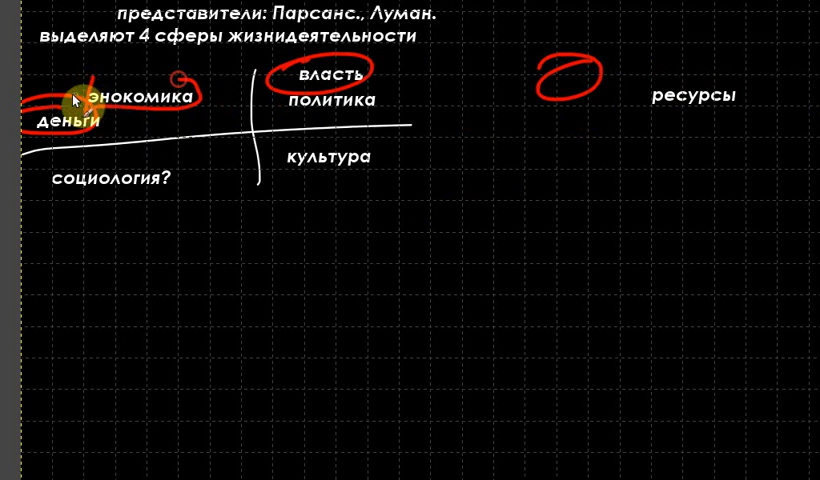 представители: Парсанс., Луман.
выделяют 4 сферы жизнидеятельности
власть
энокомика
политика
ресурсы
деньги
культура
социология?